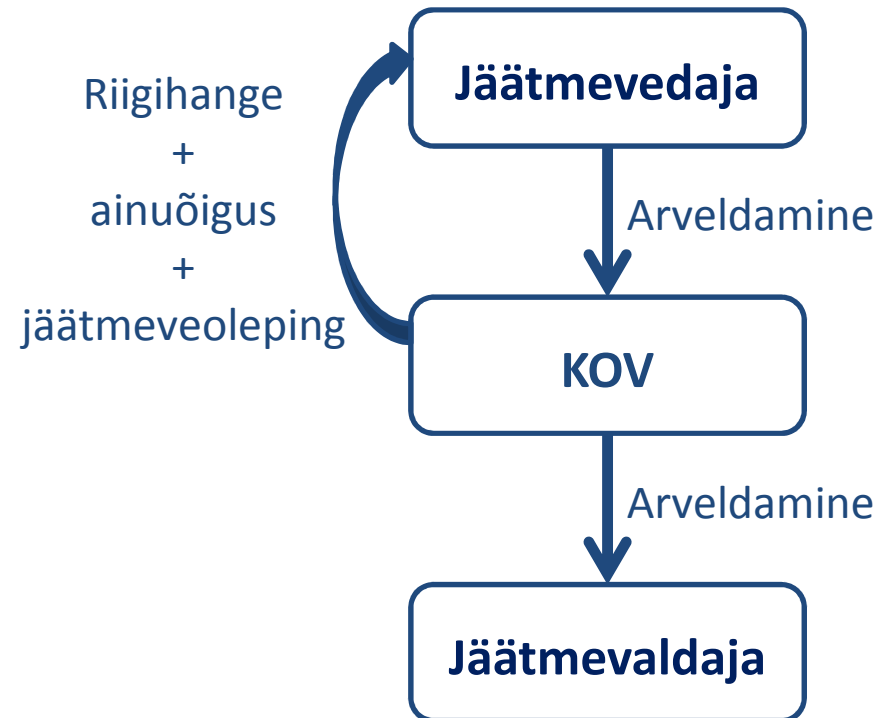 Jäätmevedaja
Riigihange
+
ainuõigus
+
jäätmeveoleping
Arveldamine
KOV
Arveldamine
Jäätmevaldaja